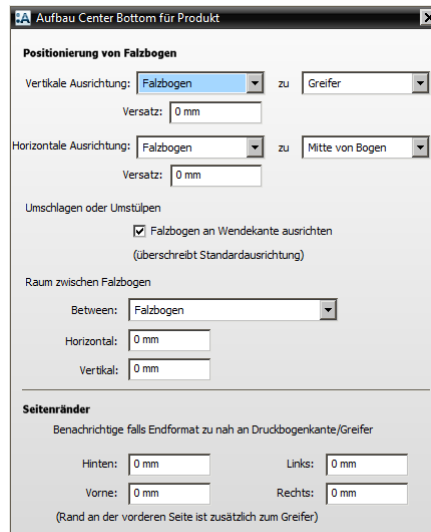 :A Aufbau Center Bottom für Produkt
Positionierung von Falzbogen
Vertikale Ausrichtung: Falzbogen zu Greifer
Versatz: 0 mm
Horizontale Ausrichtung: Falzbogen zu Mitte von Bogen
Versatz: 0 mm
Umschlagen oder Umstülpen
Falzbogen an Wendekante ausrichten
(überschreibt Standardausrichtung)
Raum zwischen Falzbogen
Between: Falzbogen
Horizontal: 0 mm
Vertikal: 0 mm
Seitenränder
Benachrichtige falls Endformat zu nah an Druckbogenkante/Greifer
Hinten: 0 mm Links: 0 mm
Vorne: 0 mm Rechts: 0 mm
(Rand an der vorderen Seite ist zusätzlich zum Greifer)